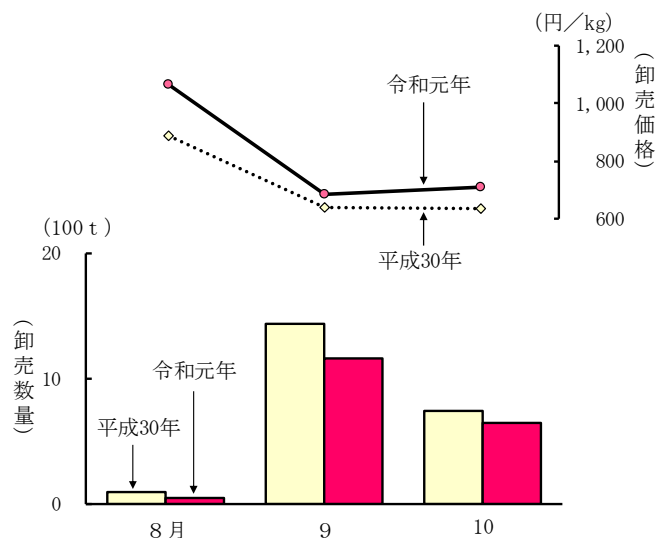 (円／kg)
1,200
1,000
800
600
(卸売価格)
令和元年
平成30年
(100ｔ)
20
10
0
(卸売数量)
令和元年
平成30年
８月
９
10